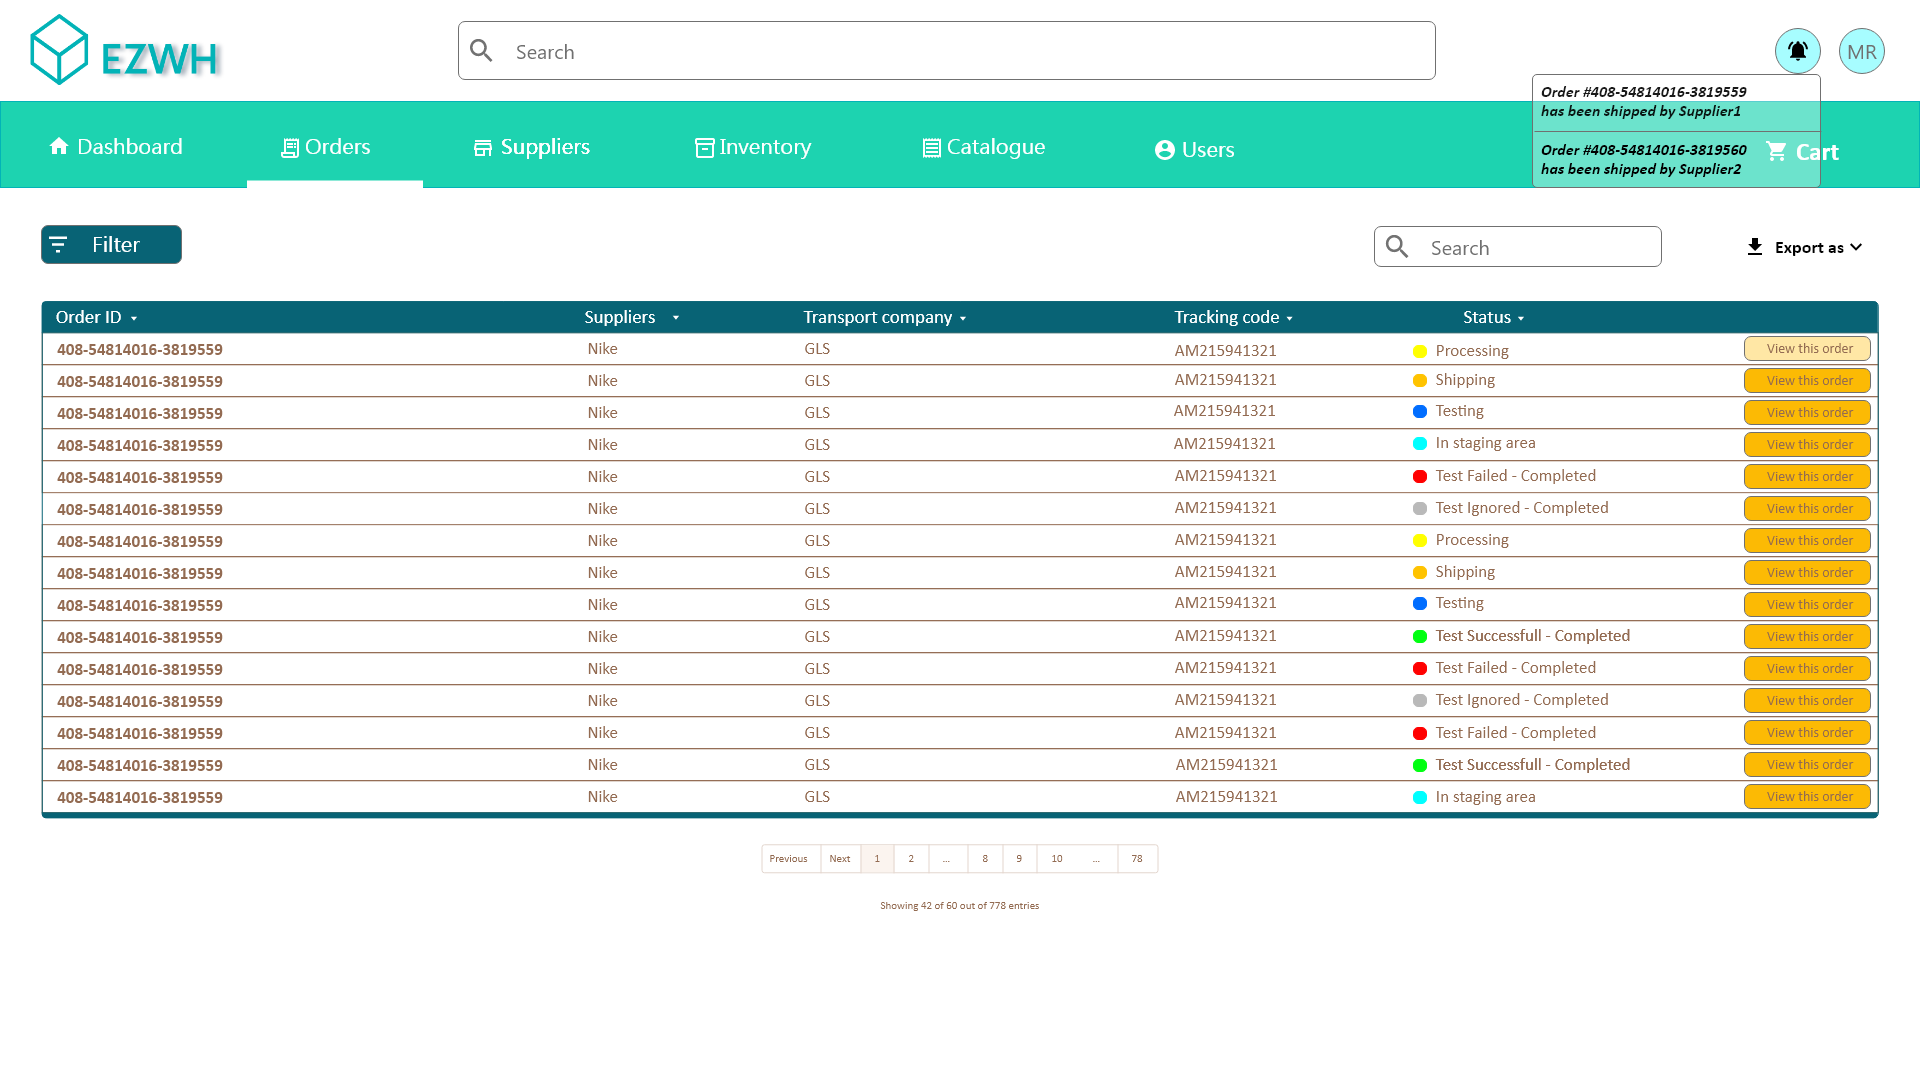 EZWH
Search
MR
Order #408-54814016-3819559
has been shipped by Supplier1
Order #408-54814016-3819560
has been shipped by Supplier2
Dashboard Orders Suppliers Inventory Catalogue Users Cart
Filter Search Export as
Order ID Suppliers Transport company Tracking code Status
408-54814016-3819559 Nike GLS AM215941321 Processing View this order
408-54814016-3819559 Nike GLS AM215941321 Shipping View this order
408-54814016-3819559 Nike GLS AM215941321 Testing View this order
408-54814016-3819559 Nike GLS AM215941321 In staging area View this order
408-54814016-3819559 Nike GLS AM215941321 Test Failed - Completed View this order
408-54814016-3819559 Nike GLS AM215941321 Test Ignored - Completed View this order
408-54814016-3819559 Nike GLS AM215941321 Processing View this order
408-54814016-3819559 Nike GLS AM215941321 Shipping View this order
408-54814016-3819559 Nike GLS AM215941321 Testing View this order
408-54814016-3819559 Nike GLS AM215941321 Test Successfull - Completed View this order
408-54814016-3819559 Nike GLS AM215941321 Test Failed - Completed View this order
408-54814016-3819559 Nike GLS AM215941321 Test Ignored - Completed View this order
408-54814016-3819559 Nike GLS AM215941321 Test Failed - Completed View this order
408-54814016-3819559 Nike GLS AM215941321 Test Successfull - Completed View this order
408-54814016-3819559 Nike GLS AM215941321 In staging area View this order
Previous Next 1 2 ... 8 9 10 ... 78
Showing 42 of 60 out of 778 entries